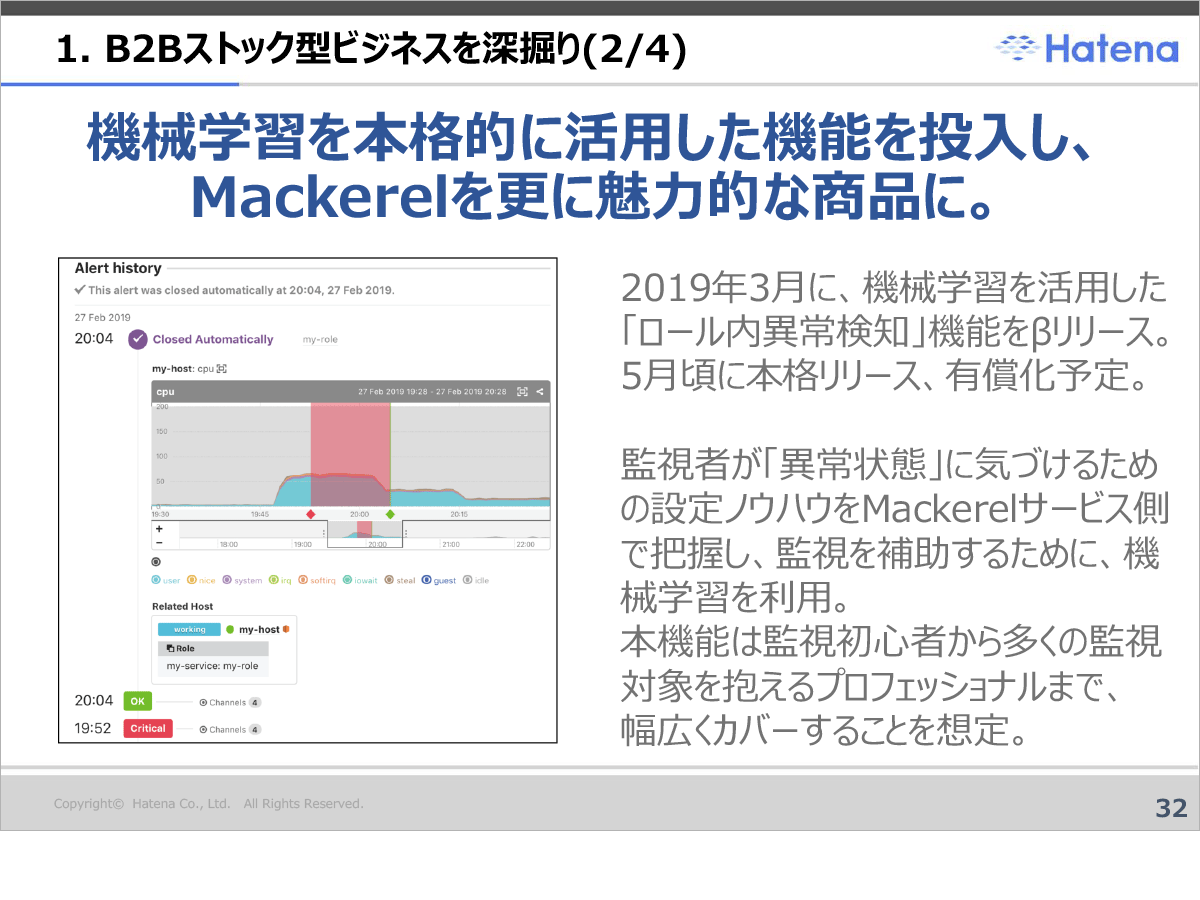 1. B2Bストック型ビジネスを深掘り(2/4)
Hatena
機械学習を本格的に活用した機能を投入し、
Mackerelを更に魅力的な商品に。
Alert history
This alert was closed automatically at 20:04, 27 Feb 2019.
27 Feb 2019
20:04 Closed Automatically my-role
my-host: cpu
cpu 27 Feb 2019 19:28 - 27 Feb 2019 20:28
200
150
100
50
0
19:30 19:45 20:00 20:15
+
−
18:00 19:00 20:00 21:00 22:00
user nice system irq softirq iowait steal guest idle
Related Host
working my-host
Role
my-service: my-role
20:04 OK Channels 4
19:52 Critical Channels 4
2019年3月に、機械学習を活用した
「ロール内異常検知」機能をβリリース。
5月頃に本格リリース、有償化予定。
監視者が「異常状態」に気づけるため
の設定ノウハウをMackerelサービス側
で把握し、監視を補助するために、機
械学習を利用。
本機能は監視初心者から多くの監視
対象を抱えるプロフェッショナルまで、
幅広くカバーすることを想定。
Copyright© Hatena Co., Ltd. All Rights Reserved.
32